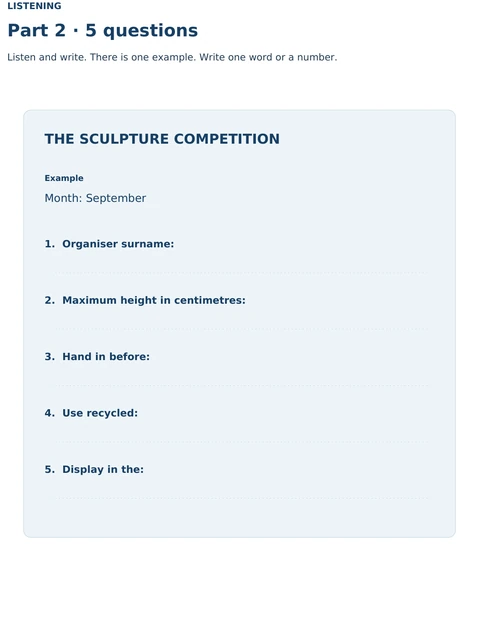 LISTENING
Part 2 · 5 questions
Listen and write. There is one example. Write one word or a number.
THE SCULPTURE COMPETITION
Example
Month: September
1. Organiser surname:
2. Maximum height in centimetres:
3. Hand in before:
4. Use recycled:
5. Display in the: